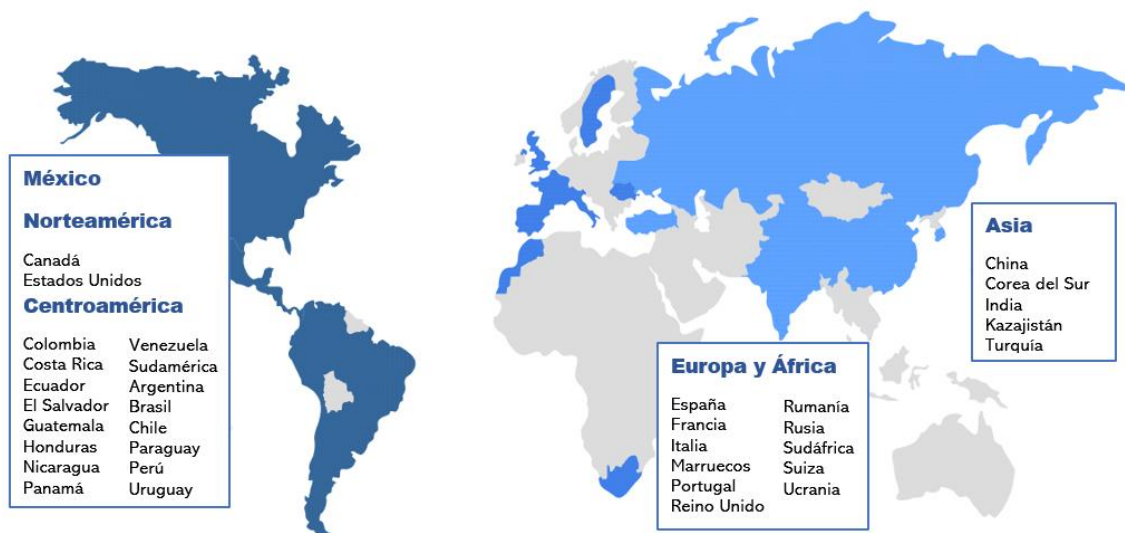 México
Norteamérica
Canadá
Estados Unidos
Centroamérica
Colombia
Costa Rica
Ecuador
El Salvador
Guatemala
Honduras
Nicaragua
Panamá
Venezuela
Sudamérica
Argentina
Brasil
Chile
Paraguay
Perú
Uruguay
Europa y África
España
Francia
Italia
Marruecos
Portugal
Reino Unido
Rumanía
Rusia
Sudáfrica
Suiza
Ucrania
Asia
China
Corea del Sur
India
Kazajistán
Turquía